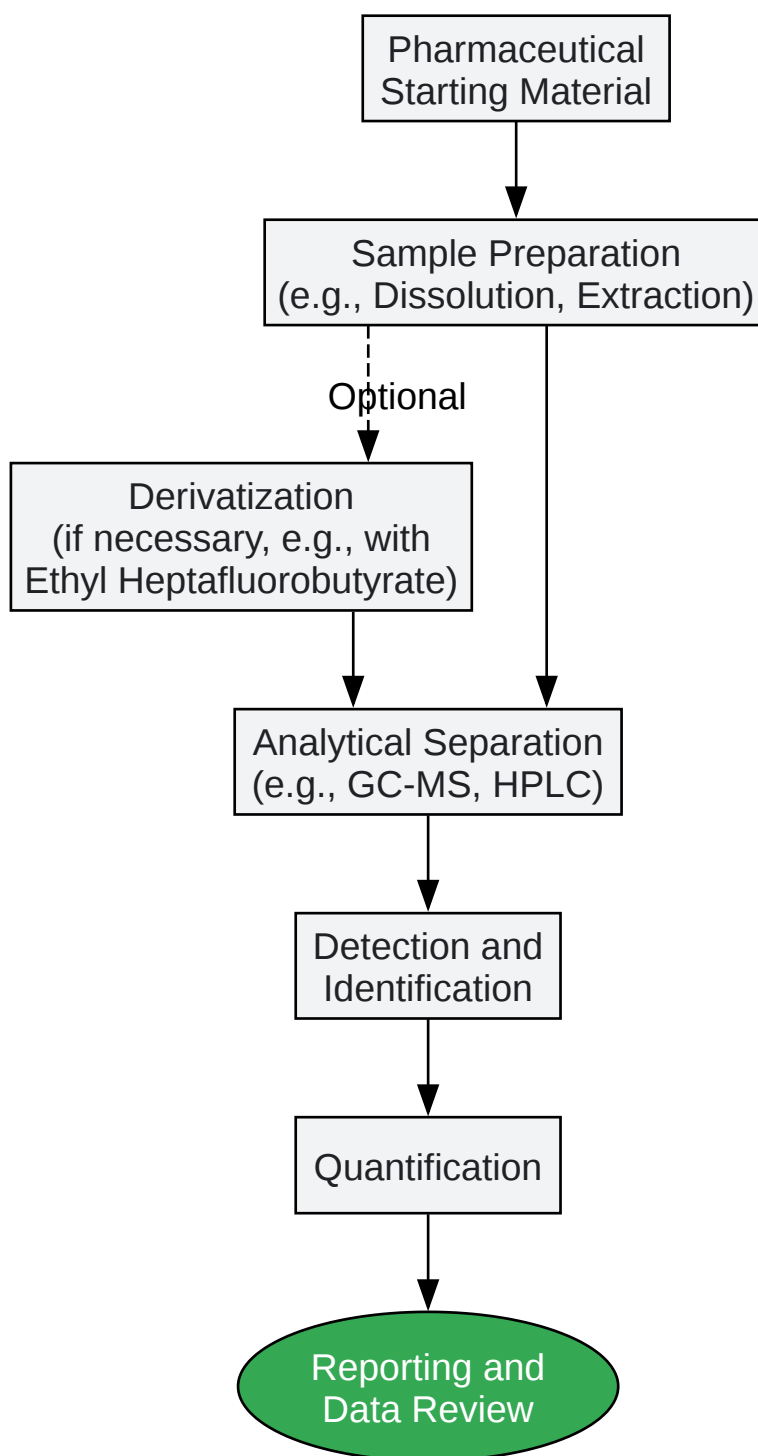 Pharmaceutical
Starting Material
Sample Preparation
(e.g., Dissolution, Extraction)
Optional
Derivatization
(if necessary, e.g., with
Ethyl Heptafluorobutyrate)
Analytical Separation
(e.g., GC-MS, HPLC)
Detection and
Identification
Quantification
Reporting and
Data Review